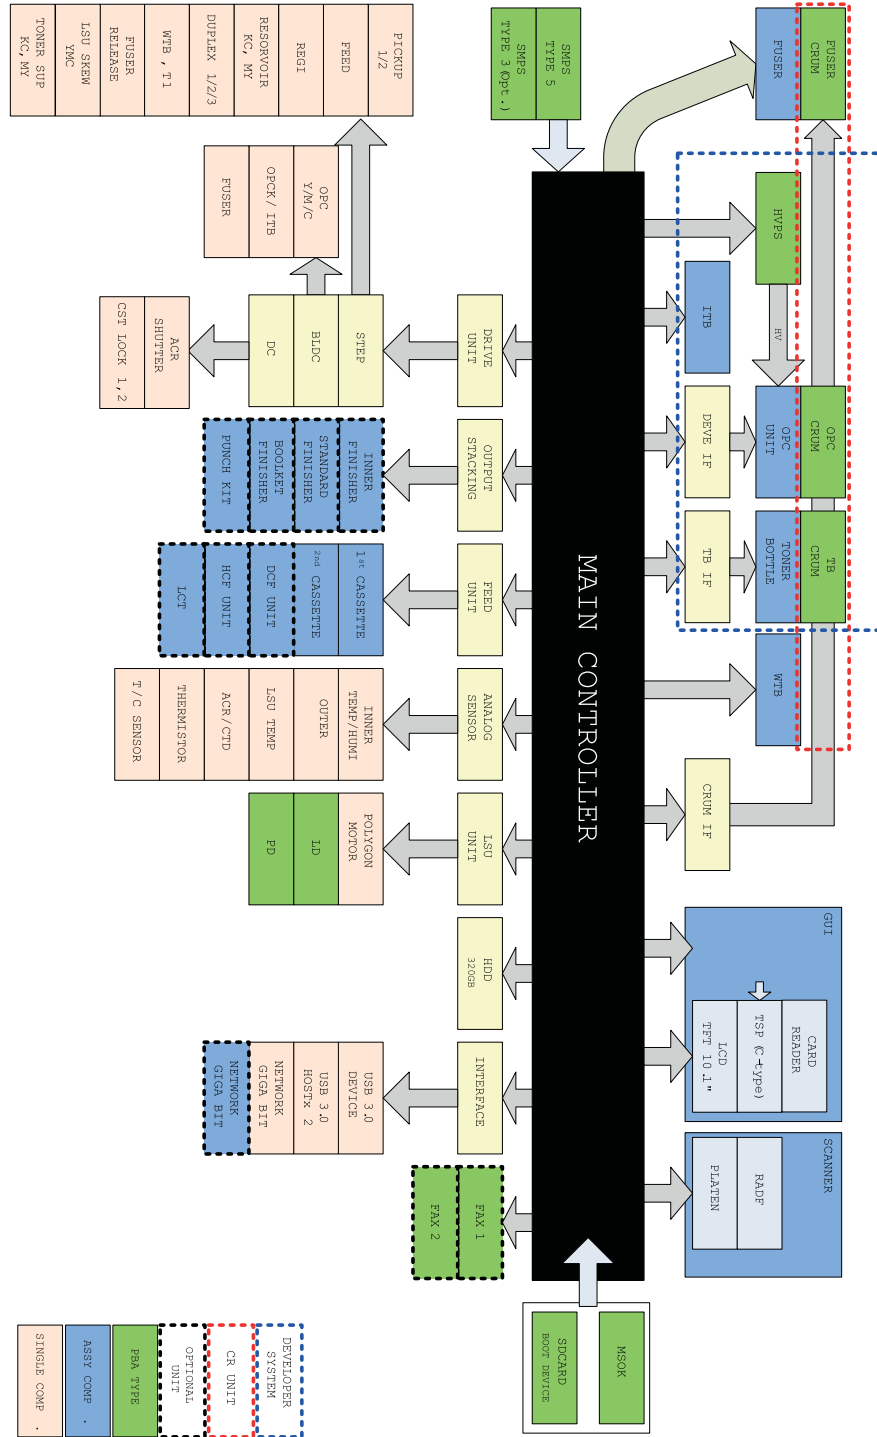 FUSER
CRUM
FUSER
SMPS
TYPE 5
SMPS
TYPE 3(Opt.)
PICKUP
1/2
FEED
REGI
RESORVOIR
KC, MY
DUPLEX 1/2/3
WTB , T1
FUSER
RELEASE
LSU SKEW
YMC
TONER SUP
KC, MY
HVPS
HV
ITB
OPC
CRUM
OPC
UNIT
DEVE IF
TB
CRUM
TONER
BOTTLE
TB IF
WTB
CRUM IF
GUI
CARD
READER
TSP (C-type)
LCD
TFT 10.1"
SCANNER
RADF
PLATEN
MAIN CONTROLLER
OPC
Y/M/C
OPCK/ITB
FUSER
DRIVE
UNIT
STEP
BLDC
DC
ACR
SHUTTER
CST LOCK 1,2
OUTPUT
STACKING
INNER
FINISHER
STANDARD
FINISHER
BOOLKET
FINISHER
PUNCH KIT
FEED
UNIT
1st CASSETTE
2nd CASSETTE
DCF UNIT
HCF UNIT
LCT
ANALOG
SENSOR
INNER
TEMP/HUMI
OUTER
LSU TEMP
ACR/CTD
THERMISTOR
T/C SENSOR
LSU
UNIT
POLYGON
MOTOR
LD
PD
HDD
320GB
INTERFACE
USB 3.0
DEVICE
USB 3.0
HOSTx 2
NETWORK
GIGA BIT
NETWORK
GIGA BIT
FAX 1
FAX 2
MSOK
SDCARD
BOOT DEVICE
DEVELOPER
SYSTEM
CR UNIT
OPTIONAL
UNIT
PBA TYPE
ASSY COMP .
SINGLE COMP .